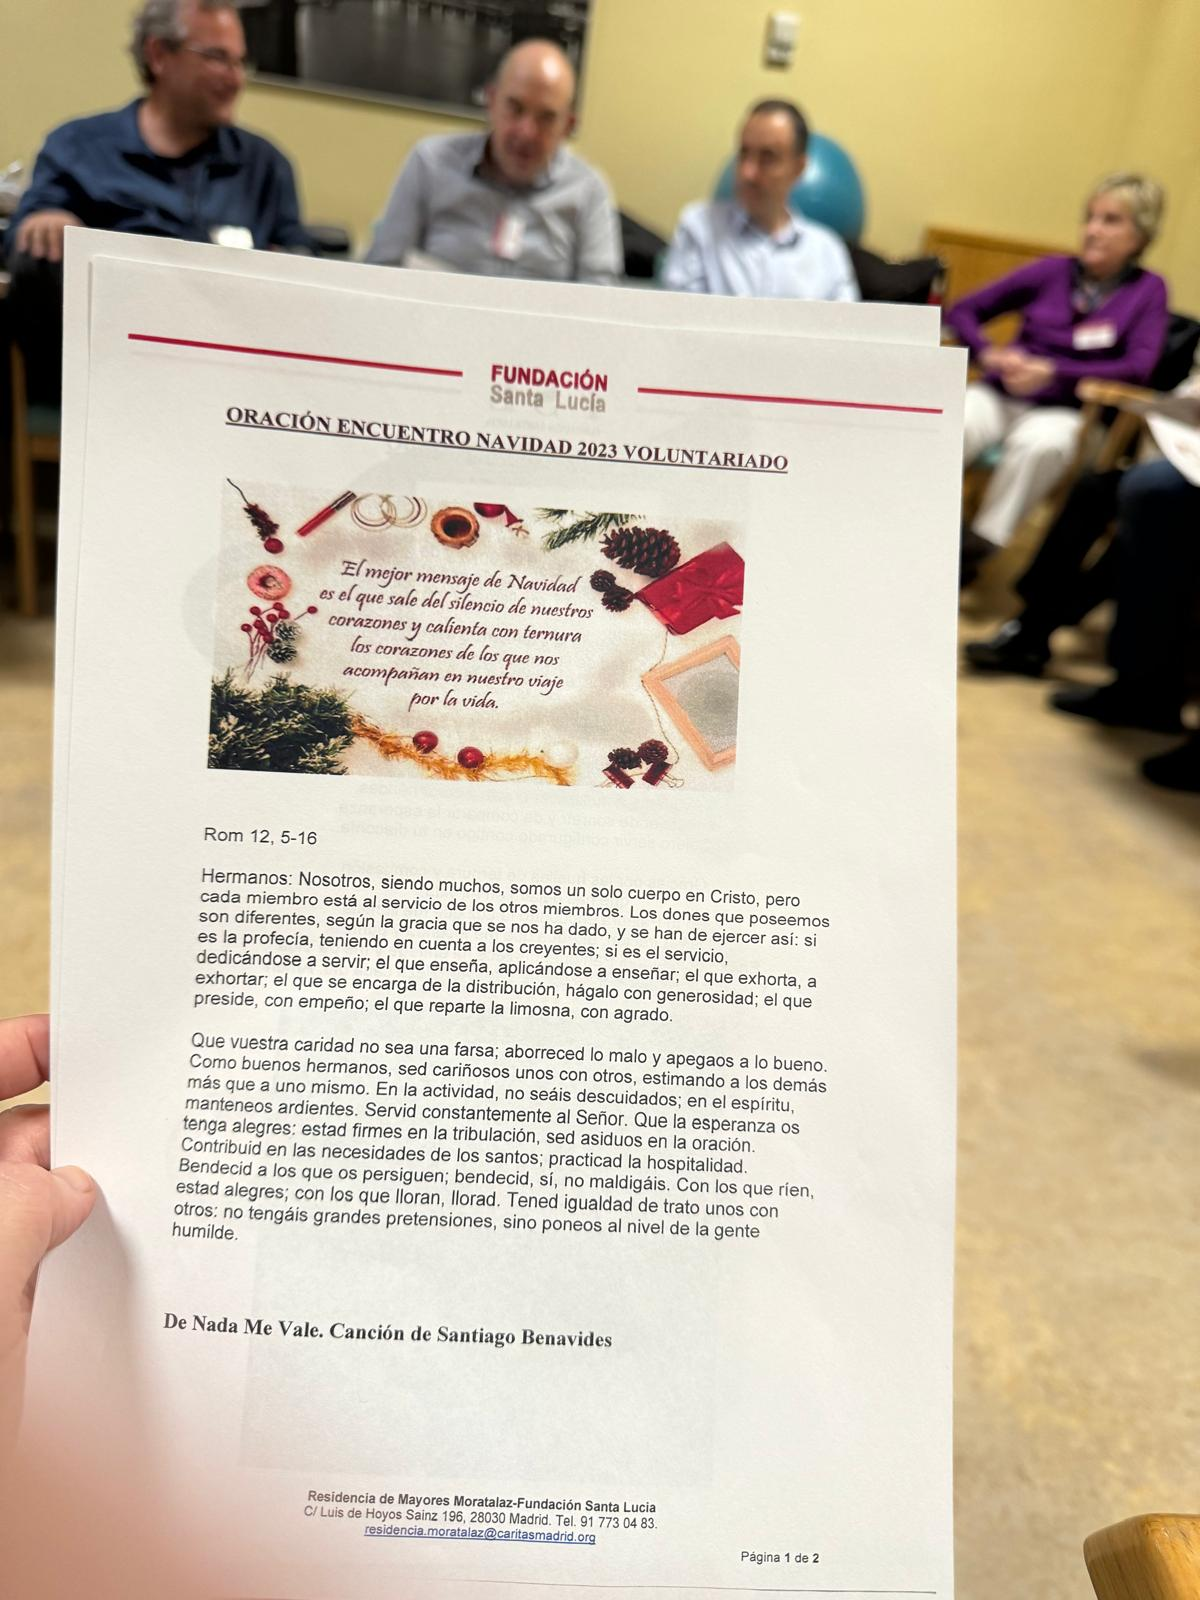 FUNDACIÓN
Santa Lucía
ORACIÓN ENCUENTRO NAVIDAD 2023 VOLUNTARIADO
El mejor mensaje de Navidad
es el que sale del silencio de nuestros
corazones y calienta con ternura
los corazones de los que nos
acompañan en nuestro viaje
por la vida.
Rom 12, 5-16
Hermanos: Nosotros, siendo muchos, somos un solo cuerpo en Cristo, pero
cada miembro está al servicio de los otros miembros. Los dones que poseemos
son diferentes, según la gracia que se nos ha dado, y se han de ejercer así: si
es la profecía, teniendo en cuenta a los creyentes; si es el servicio,
dedicándose a servir; el que enseña, aplicándose a enseñar; el que exhorta, a
exhortar; el que se encarga de la distribución, hágalo con generosidad; el que
preside, con empeño; el que reparte la limosna, con agrado.
Que vuestra caridad no sea una farsa; aborreced lo malo y apegaos a lo bueno.
Como buenos hermanos, sed cariñosos unos con otros, estimando a los demás
más que a uno mismo. En la actividad, no seáis descuidados; en el espíritu,
manteneos ardientes. Servid constantemente al Señor. Que la esperanza os
tenga alegres: estad firmes en la tribulación, sed asiduos en la oración.
Contribuid en las necesidades de los santos; practicad la hospitalidad.
Bendecid a los que os persiguen; bendecid, sí, no maldigáis. Con los que ríen,
estad alegres; con los que lloran, llorad. Tened igualdad de trato unos con
otros: no tengáis grandes pretensiones, sino poneos al nivel de la gente
humilde.
De Nada Me Vale. Canción de Santiago Benavides
Residencia de Mayores Moratalaz-Fundación Santa Lucia
C/ Luis de Hoyos Sainz 196, 28030 Madrid. Tel. 91 773 04 83.
residencia.moratalaz@caritasmadrid.org
Página 1 de 2